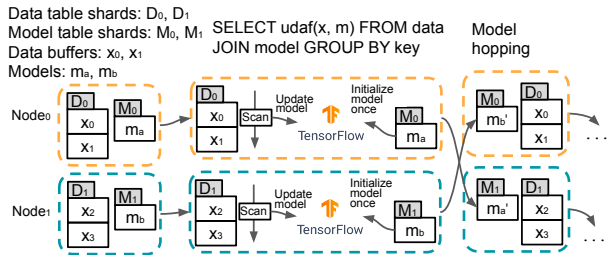 Data table shards: D0, D1
Model table shards: M0, M1
Data buffers: x0, x1
Models: ma, mb
SELECT udaf(x, m) FROM data
JOIN model GROUP BY key
Model
hopping
Node0
D0
x0
x1
M0
ma
D0
x0
x1
Scan
Update
model
TensorFlow
Initialize
model
once
M0
ma
M0
mb'
D0
x0
x1
...
Node1
D1
x2
x3
M1
mb
D1
x2
x3
Scan
Update
model
TensorFlow
Initialize
model
once
M1
mb
M1
ma'
D1
x2
x3
...